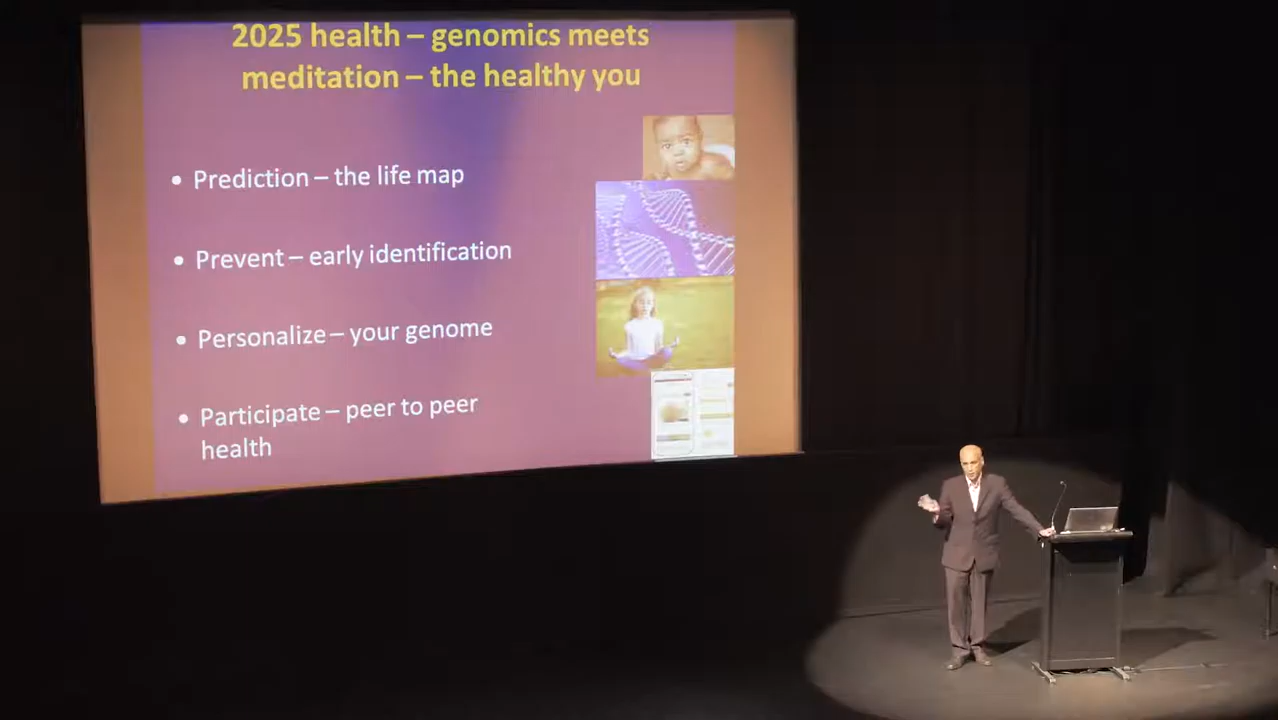 2025 health – genomics meets
meditation – the healthy you
• Prediction – the life map
• Prevent – early identification
• Personalize – your genome
• Participate – peer to peer
health